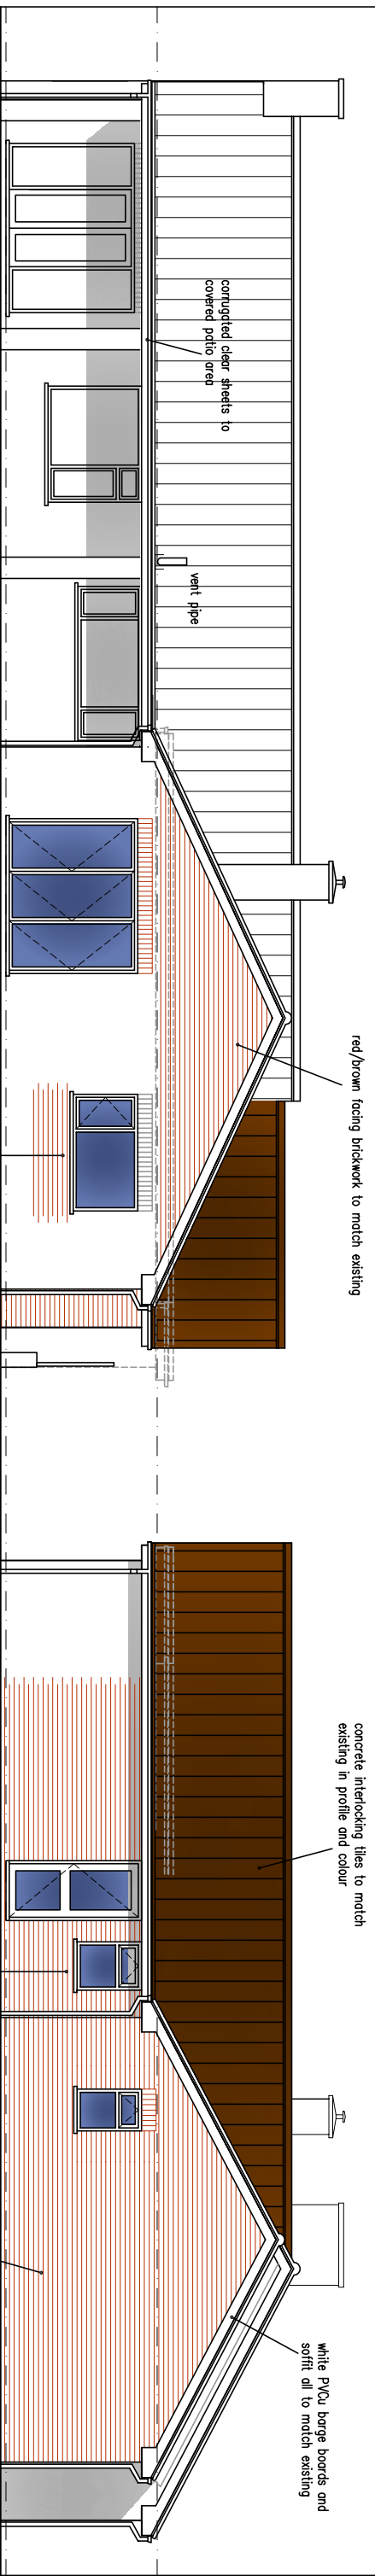 corrugated clear sheets to
covered patio area
vent pipe
red/brown facing brickwork to match existing
concrete interlocking tiles to match
existing in profile and colour
white PVCu barge boards and
soffit all to match existing